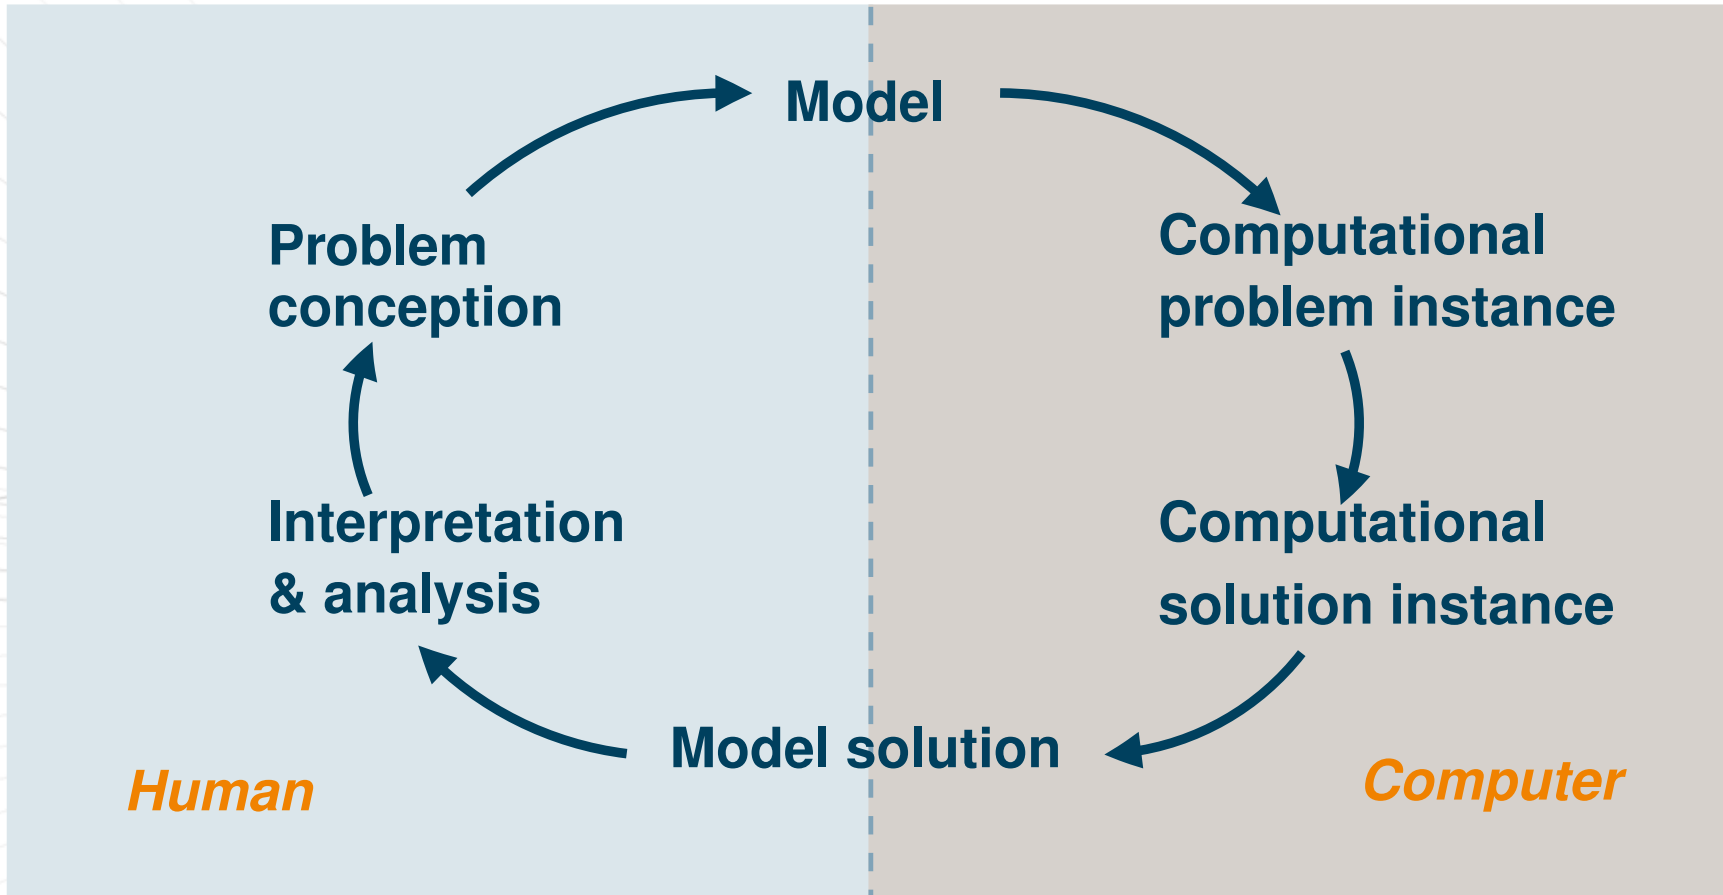 Model
Problem
conception
Computational
problem instance
Interpretation
& analysis
Computational
solution instance
Model solution
Human
Computer